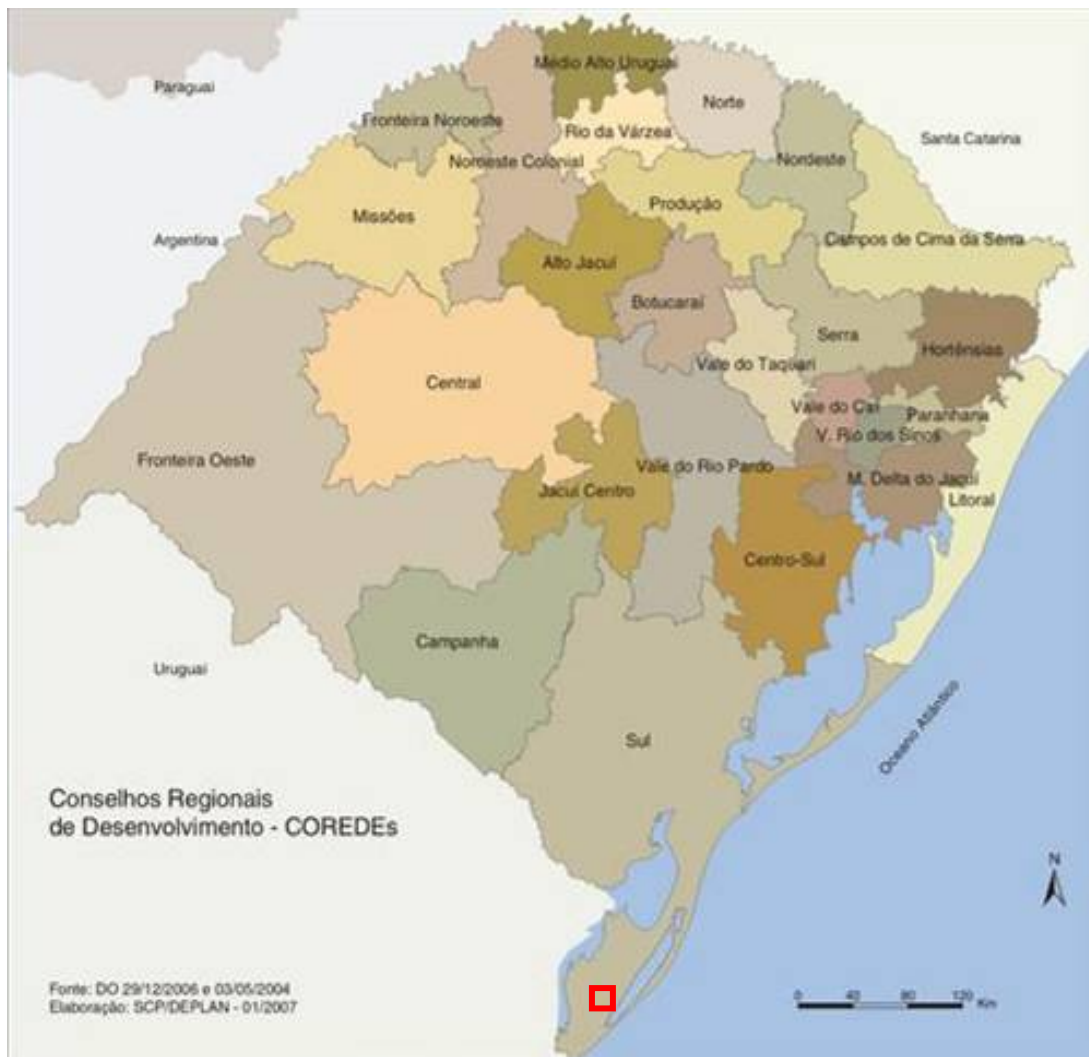 Médio Alto Uruguai
Paraguai
Norte
Fronteira Noroeste
Rio da Várzea
Santa Catarina
Noroeste Colonial
Nordeste
Missões
Produção
Argentina
Campos de Cima da Serra
Alto Jacuí
Botucaraí
Serra
Hortênsias
Vale do Taquari
Central
Vale do Caí
Paranhana
V. Rio dos Sinos
Fronteira Oeste
Vale do Rio Pardo
M. Delta do Jacuí
Jacuí Centro
Litoral
Centro-Sul
Campanha
Uruguai
Oceano Atlântico
Sul
Conselhos Regionais
de Desenvolvimento - COREDEs
N
Fonte: DO 29/12/2006 e 03/05/2004
Elaboração: SCP/DEPLAN - 01/2007
0 40 80 120
Km